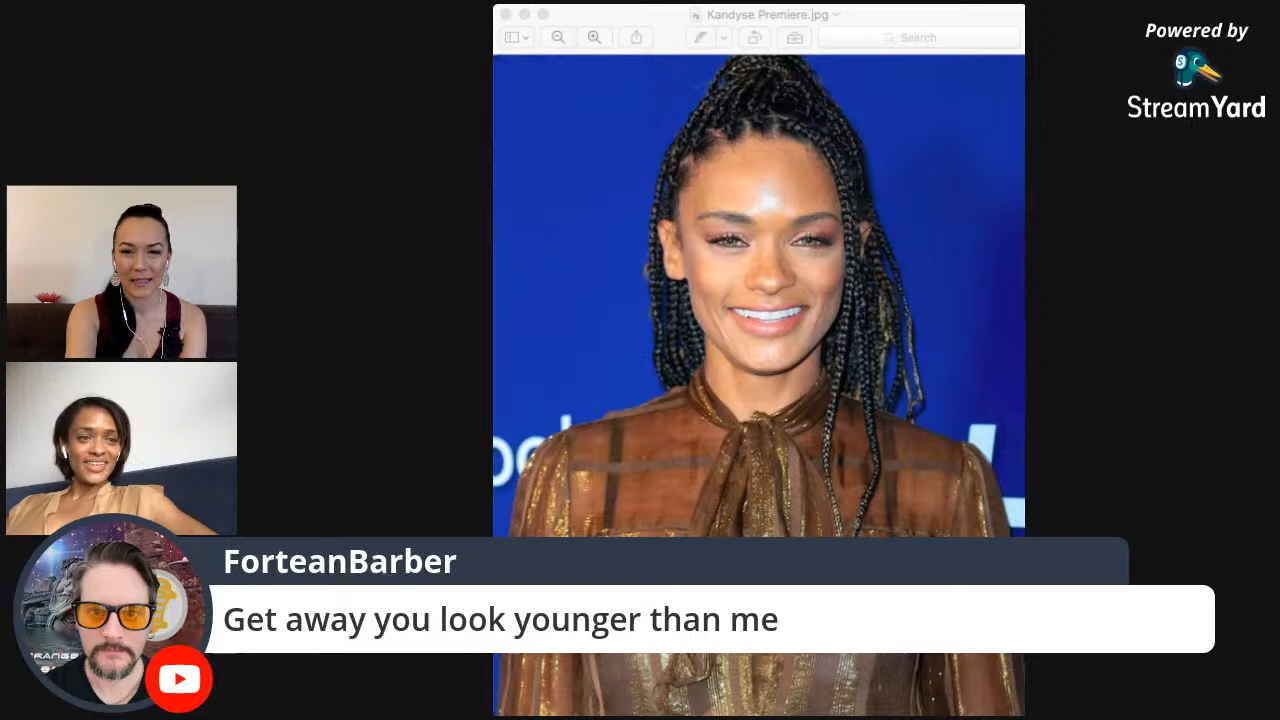 Kandyse Premiere.jpg
Search
Powered by
StreamYard
ForteanBarber
Get away you look younger than me